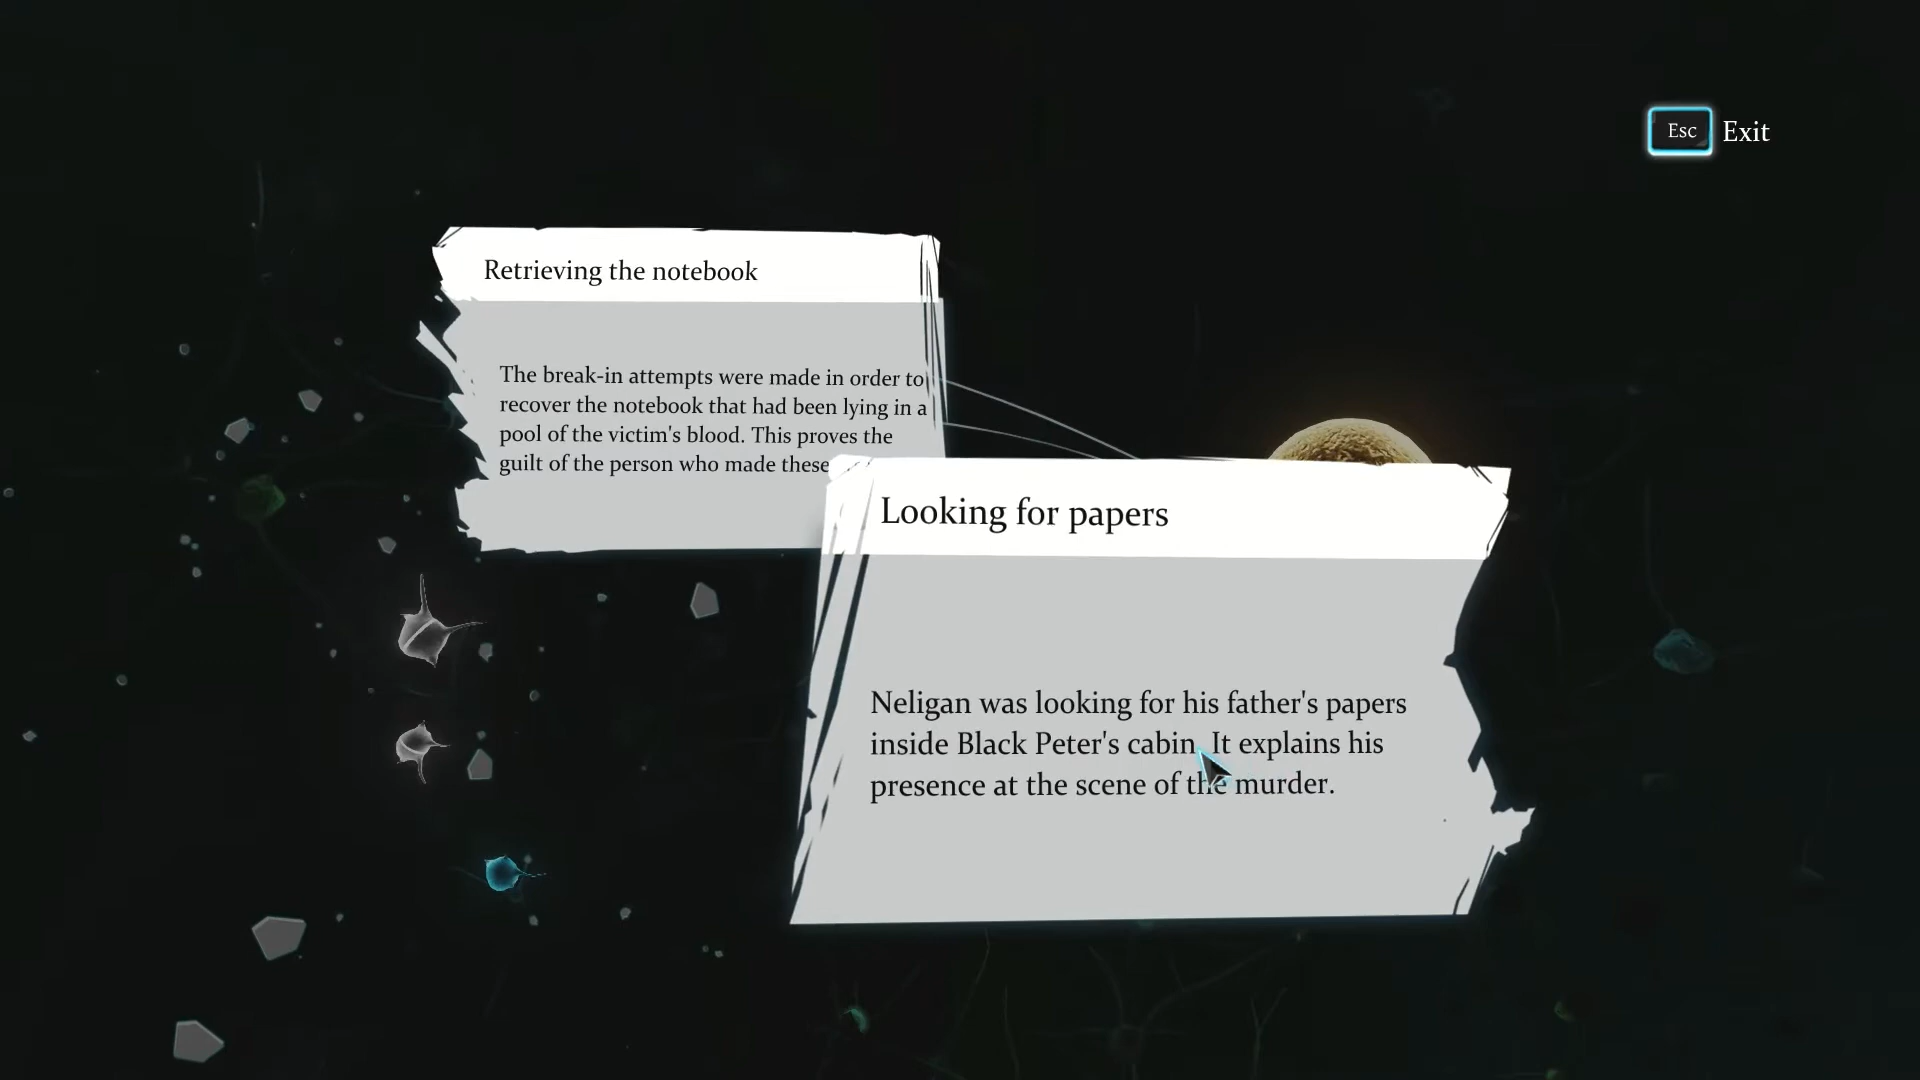 Esc Exit
Retrieving the notebook
The break-in attempts were made in order to
recover the notebook that had been lying in a
pool of the victim's blood. This proves the
guilt of the person who made these
Looking for papers
Neligan was looking for his father's papers
inside Black Peter's cabin. It explains his
presence at the scene of the murder.